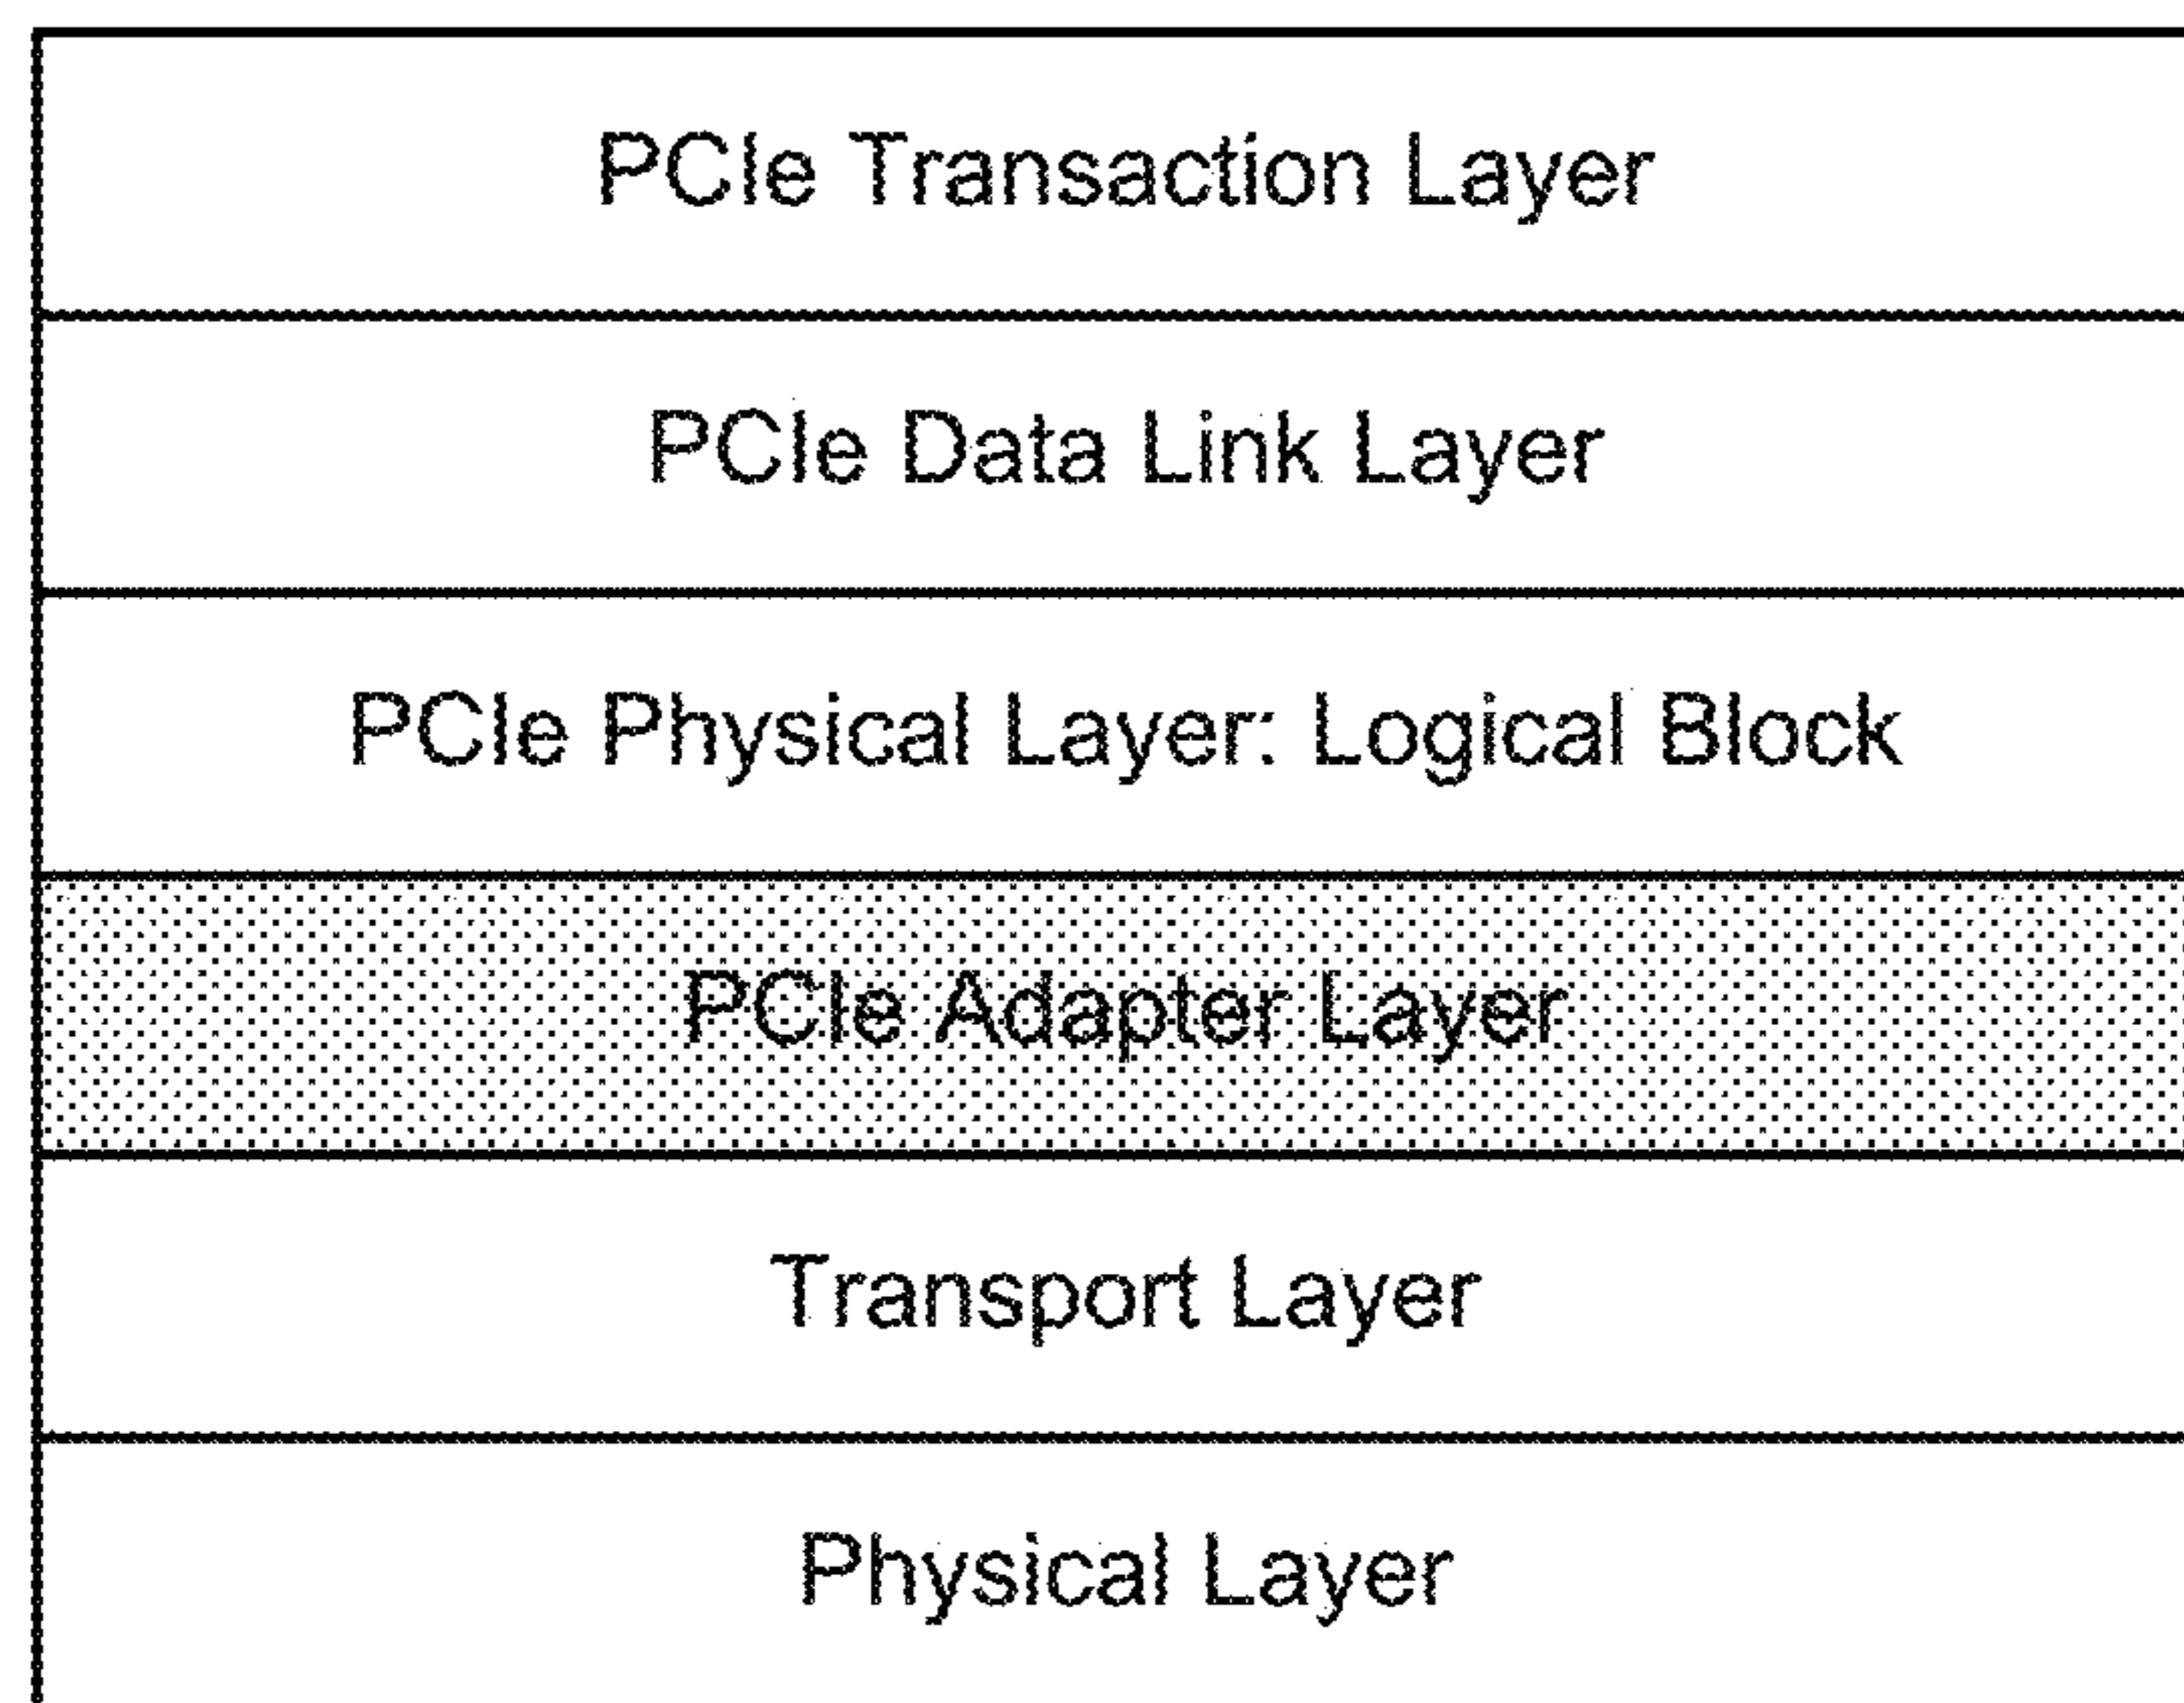 PCIe Transaction Layer
PCIe Data Link Layer
PCIe Physical Layer: Logical Block
PCIe Adapter Layer
Transport Layer
Physical Layer